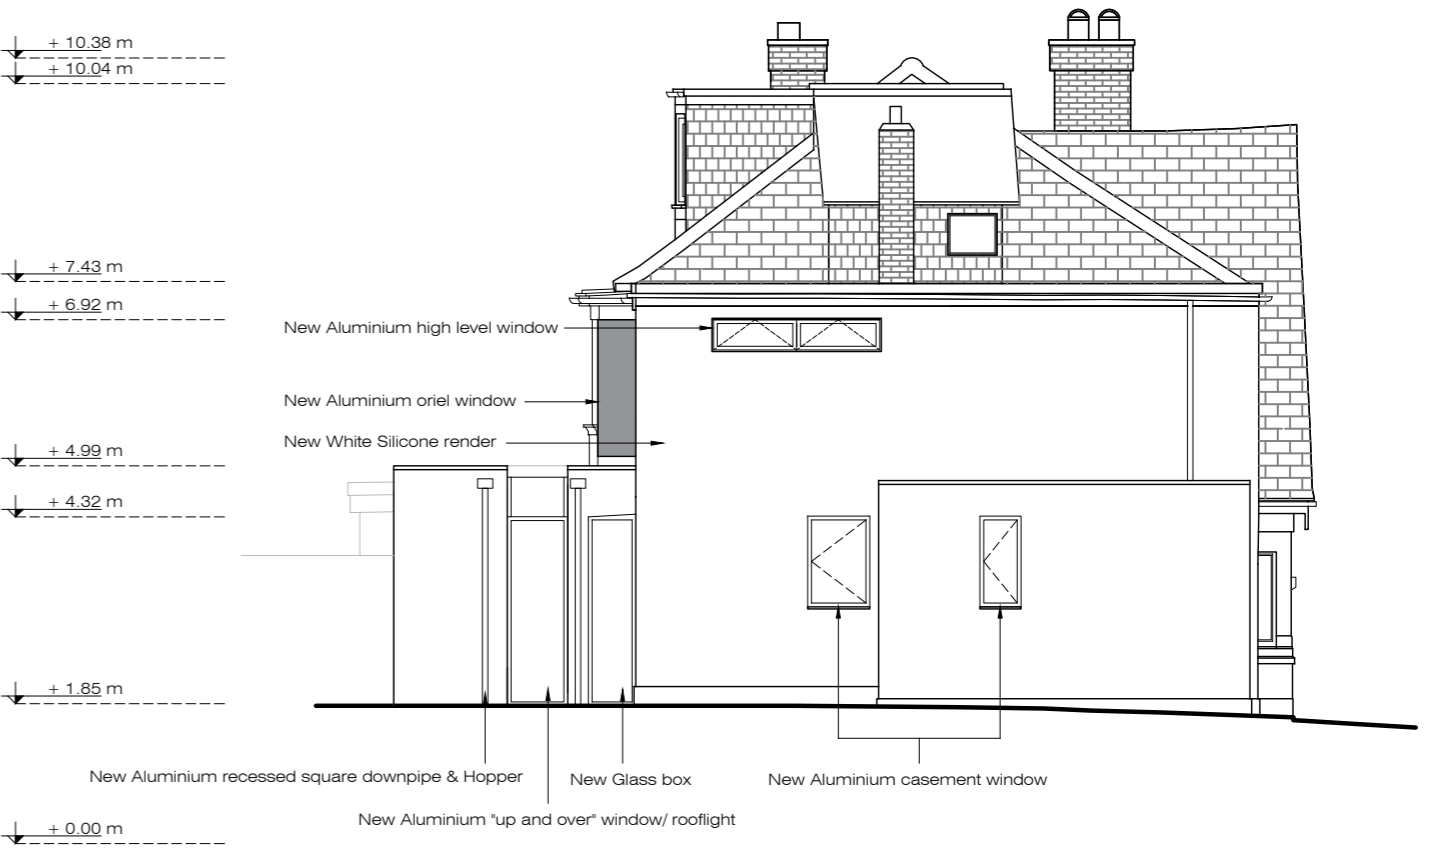 + 10.38 m
+ 10.04 m
+ 7.43 m
+ 6.92 m
New Aluminium high level window
New Aluminium oriel window
New White Silicone render
+ 4.99 m
+ 4.32 m
+ 1.85 m
New Aluminium recessed square downpipe & Hopper
New Glass box
New Aluminium casement window
New Aluminium "up and over" window/ rooflight
+ 0.00 m